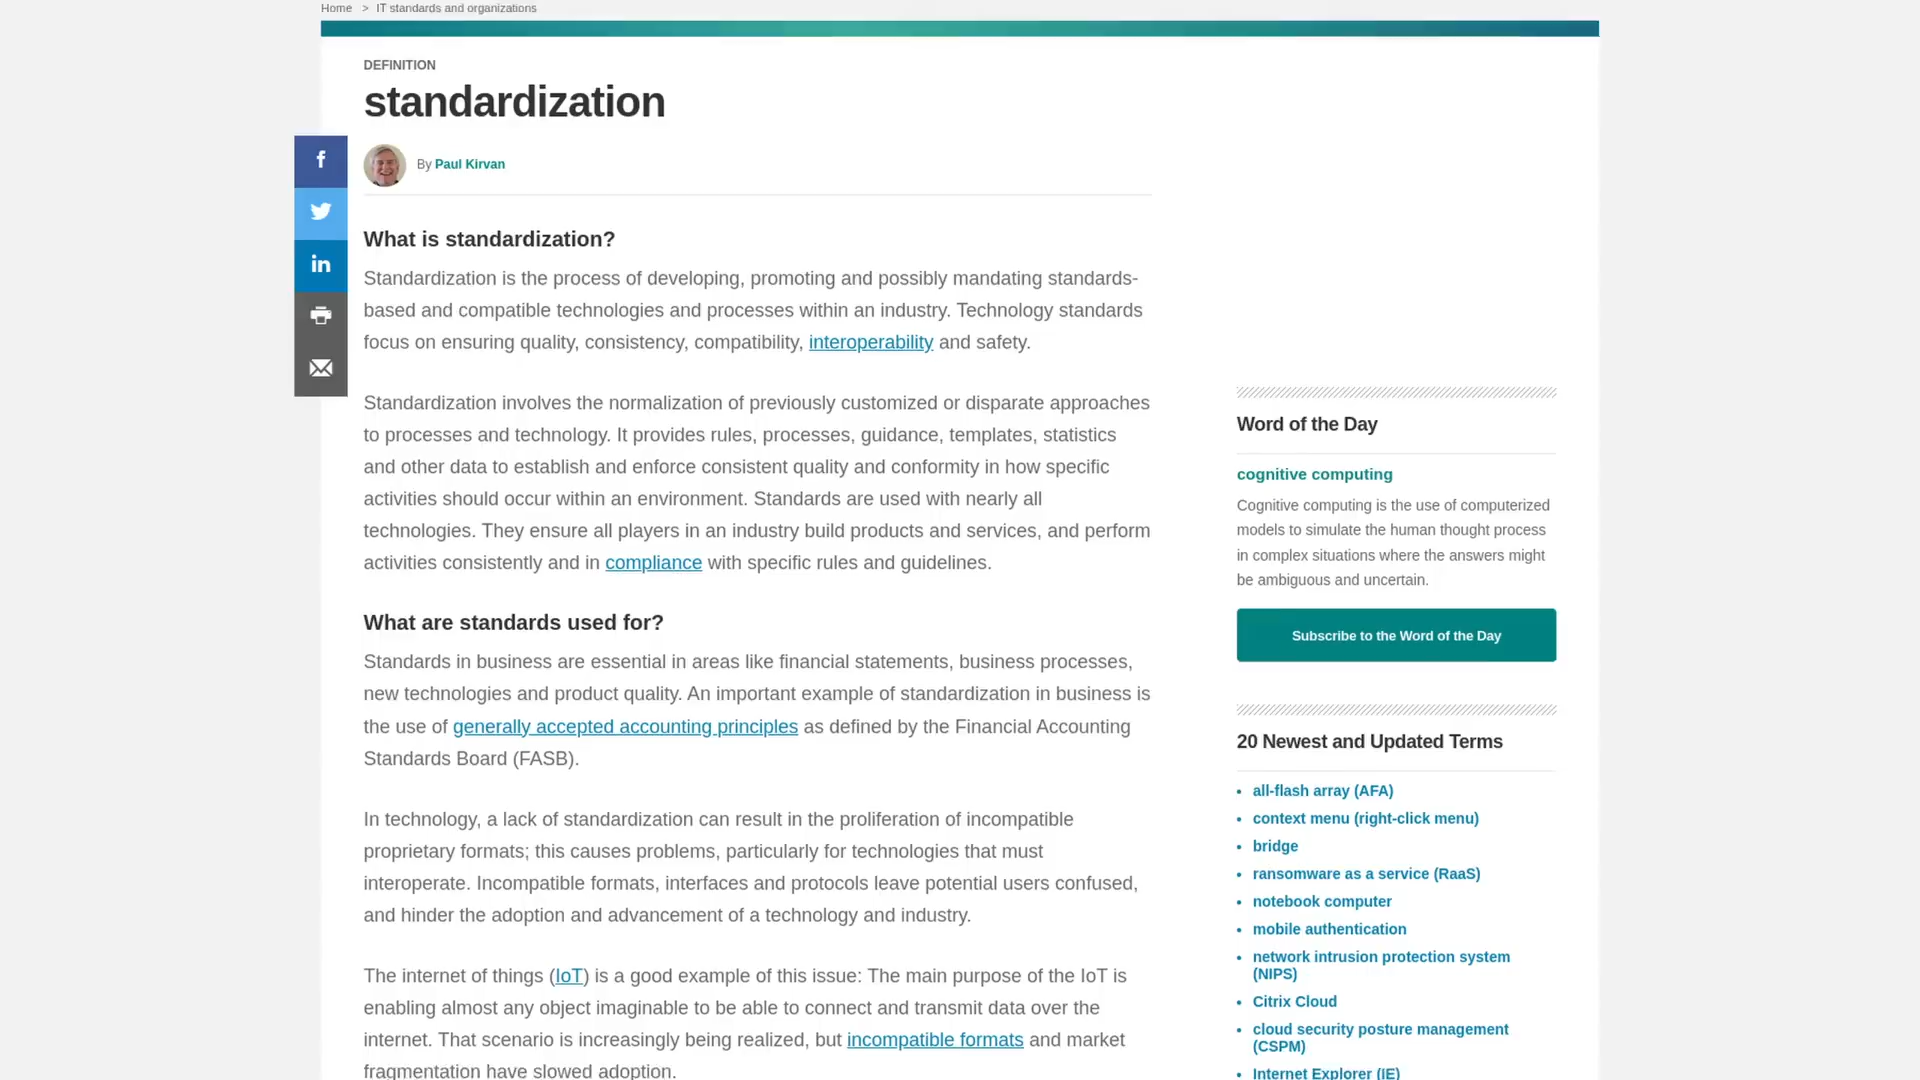 Home > IT standards and organizations
DEFINITION
standardization
By Paul Kirvan
What is standardization?
Standardization is the process of developing, promoting and possibly mandating standards-
based and compatible technologies and processes within an industry. Technology standards
focus on ensuring quality, consistency, compatibility, interoperability and safety.
Standardization involves the normalization of previously customized or disparate approaches
to processes and technology. It provides rules, processes, guidance, templates, statistics
and other data to establish and enforce consistent quality and conformity in how specific
activities should occur within an environment. Standards are used with nearly all
technologies. They ensure all players in an industry build products and services, and perform
activities consistently and in compliance with specific rules and guidelines.
What are standards used for?
Standards in business are essential in areas like financial statements, business processes,
new technologies and product quality. An important example of standardization in business is
the use of generally accepted accounting principles as defined by the Financial Accounting
Standards Board (FASB).
In technology, a lack of standardization can result in the proliferation of incompatible
proprietary formats; this causes problems, particularly for technologies that must
interoperate. Incompatible formats, interfaces and protocols leave potential users confused,
and hinder the adoption and advancement of a technology and industry.
The internet of things (IoT) is a good example of this issue: The main purpose of the IoT is
enabling almost any object imaginable to be able to connect and transmit data over the
internet. That scenario is increasingly being realized, but incompatible formats and market
fragmentation have slowed adoption.
Word of the Day
cognitive computing
Cognitive computing is the use of computerized
models to simulate the human thought process
in complex situations where the answers might
be ambiguous and uncertain.
Subscribe to the Word of the Day
20 Newest and Updated Terms
• all-flash array (AFA)
• context menu (right-click menu)
• bridge
• ransomware as a service (RaaS)
• notebook computer
• mobile authentication
• network intrusion protection system
(NIPS)
• Citrix Cloud
• cloud security posture management
(CSPM)
• Internet Explorer (IE)